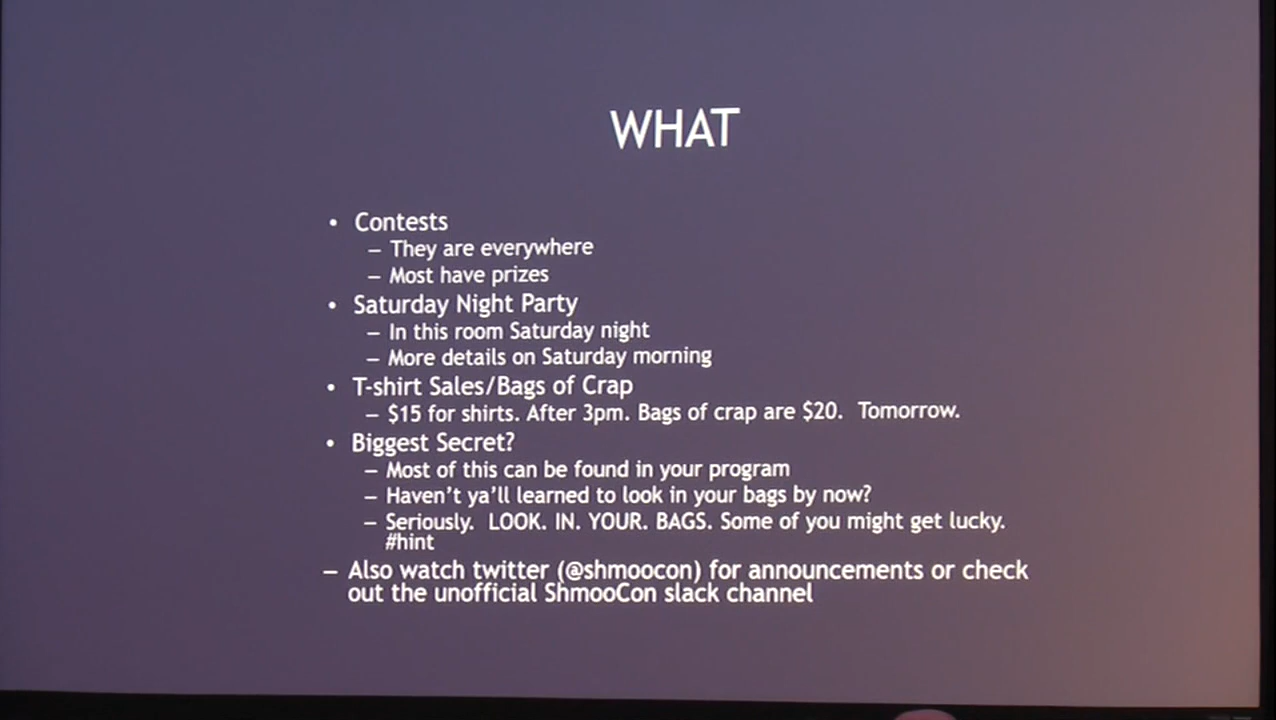 WHAT
• Contests
– They are everywhere
– Most have prizes
• Saturday Night Party
– In this room Saturday night
– More details on Saturday morning
• T-shirt Sales/Bags of Crap
– $15 for shirts. After 3pm. Bags of crap are $20.  Tomorrow.
• Biggest Secret?
– Most of this can be found in your program
– Haven't ya'll learned to look in your bags by now?
– Seriously.  LOOK. IN. YOUR. BAGS. Some of you might get lucky.
#hint
– Also watch twitter (@shmoocon) for announcements or check
out the unofficial ShmooCon slack channel